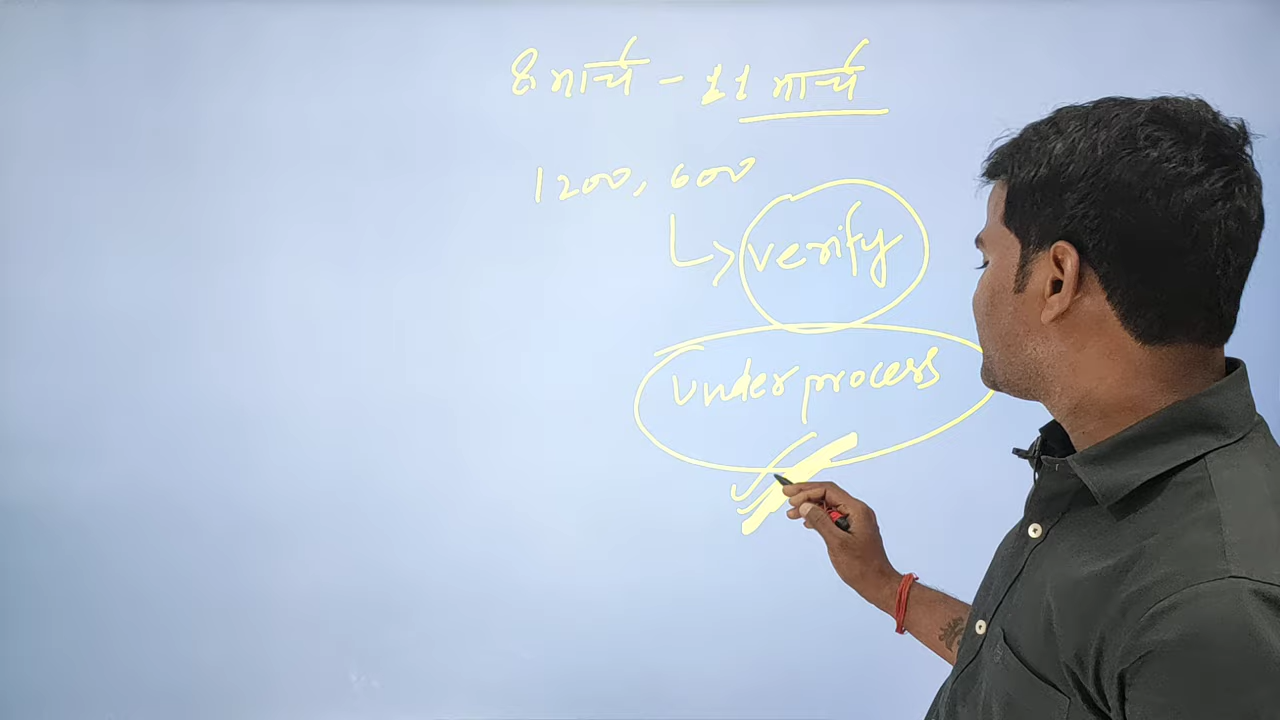 8 मार्च - 11 मार्च
1200, 600
verify
under process